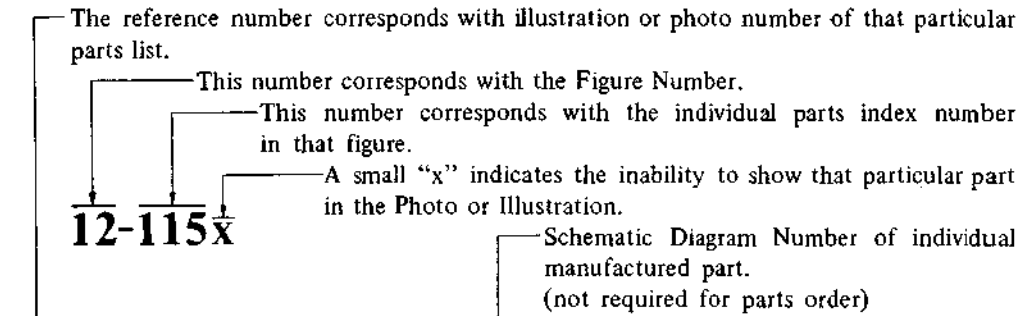 The reference number corresponds with illustration or photo number of that particular
parts list.
This number corresponds with the Figure Number.
This number corresponds with the individual parts index number
in that figure.
A small “x” indicates the inability to show that particular part
in the Photo or Illustration.
12-115x
Schematic Diagram Number of individual
manufactured part.
(not required for parts order)